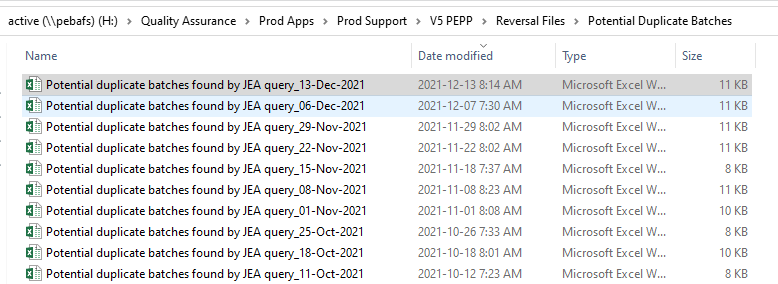 active (\\pebafs) (H:) > Quality Assurance > Prod Apps > Prod Support > V5 PEPP > Reversal Files > Potential Duplicate Batches
Name Date modified Type Size
Potential duplicate batches found by JEA query_13-Dec-2021 2021-12-13 8:14 AM Microsoft Excel W... 11 KB
Potential duplicate batches found by JEA query_06-Dec-2021 2021-12-07 7:30 AM Microsoft Excel W... 11 KB
Potential duplicate batches found by JEA query_29-Nov-2021 2021-11-29 8:02 AM Microsoft Excel W... 11 KB
Potential duplicate batches found by JEA query_22-Nov-2021 2021-11-22 8:02 AM Microsoft Excel W... 11 KB
Potential duplicate batches found by JEA query_15-Nov-2021 2021-11-18 7:37 AM Microsoft Excel W... 8 KB
Potential duplicate batches found by JEA query_08-Nov-2021 2021-11-08 8:23 AM Microsoft Excel W... 11 KB
Potential duplicate batches found by JEA query_01-Nov-2021 2021-11-01 8:08 AM Microsoft Excel W... 10 KB
Potential duplicate batches found by JEA query_25-Oct-2021 2021-10-26 7:33 AM Microsoft Excel W... 8 KB
Potential duplicate batches found by JEA query_18-Oct-2021 2021-10-18 8:01 AM Microsoft Excel W... 10 KB
Potential duplicate batches found by JEA query_11-Oct-2021 2021-10-12 7:23 AM Microsoft Excel W... 8 KB